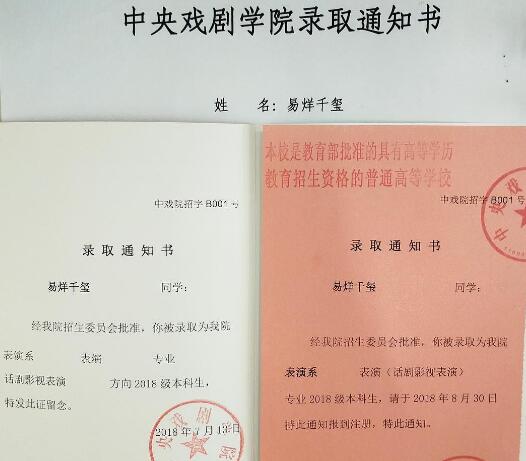 中央戏剧学院录取通知书
姓 名: 易烊千玺
中戏院招字 B001 号
录 取 通 知 书
易烊千玺 同学:
经我院招生委员会批准, 你被录取为我院
表演系 表演 专业
话剧影视表演 方向 2018 级本科生,
特发此证留念。
2018 年 7 月 13 日
中央戏剧学院
本校是教育部批准的具有高等学历
教育招生资格的普通高等学校
中戏院招字 B001 号
录 取 通 知 书
易烊千玺 同学:
经我院招生委员会批准, 你被录取为我院
表演系 表演 (话剧影视表演)
专业 2018 级本科生, 请于 2018 年 8 月 30 日
持此通知报到注册, 特此通知。
中央戏